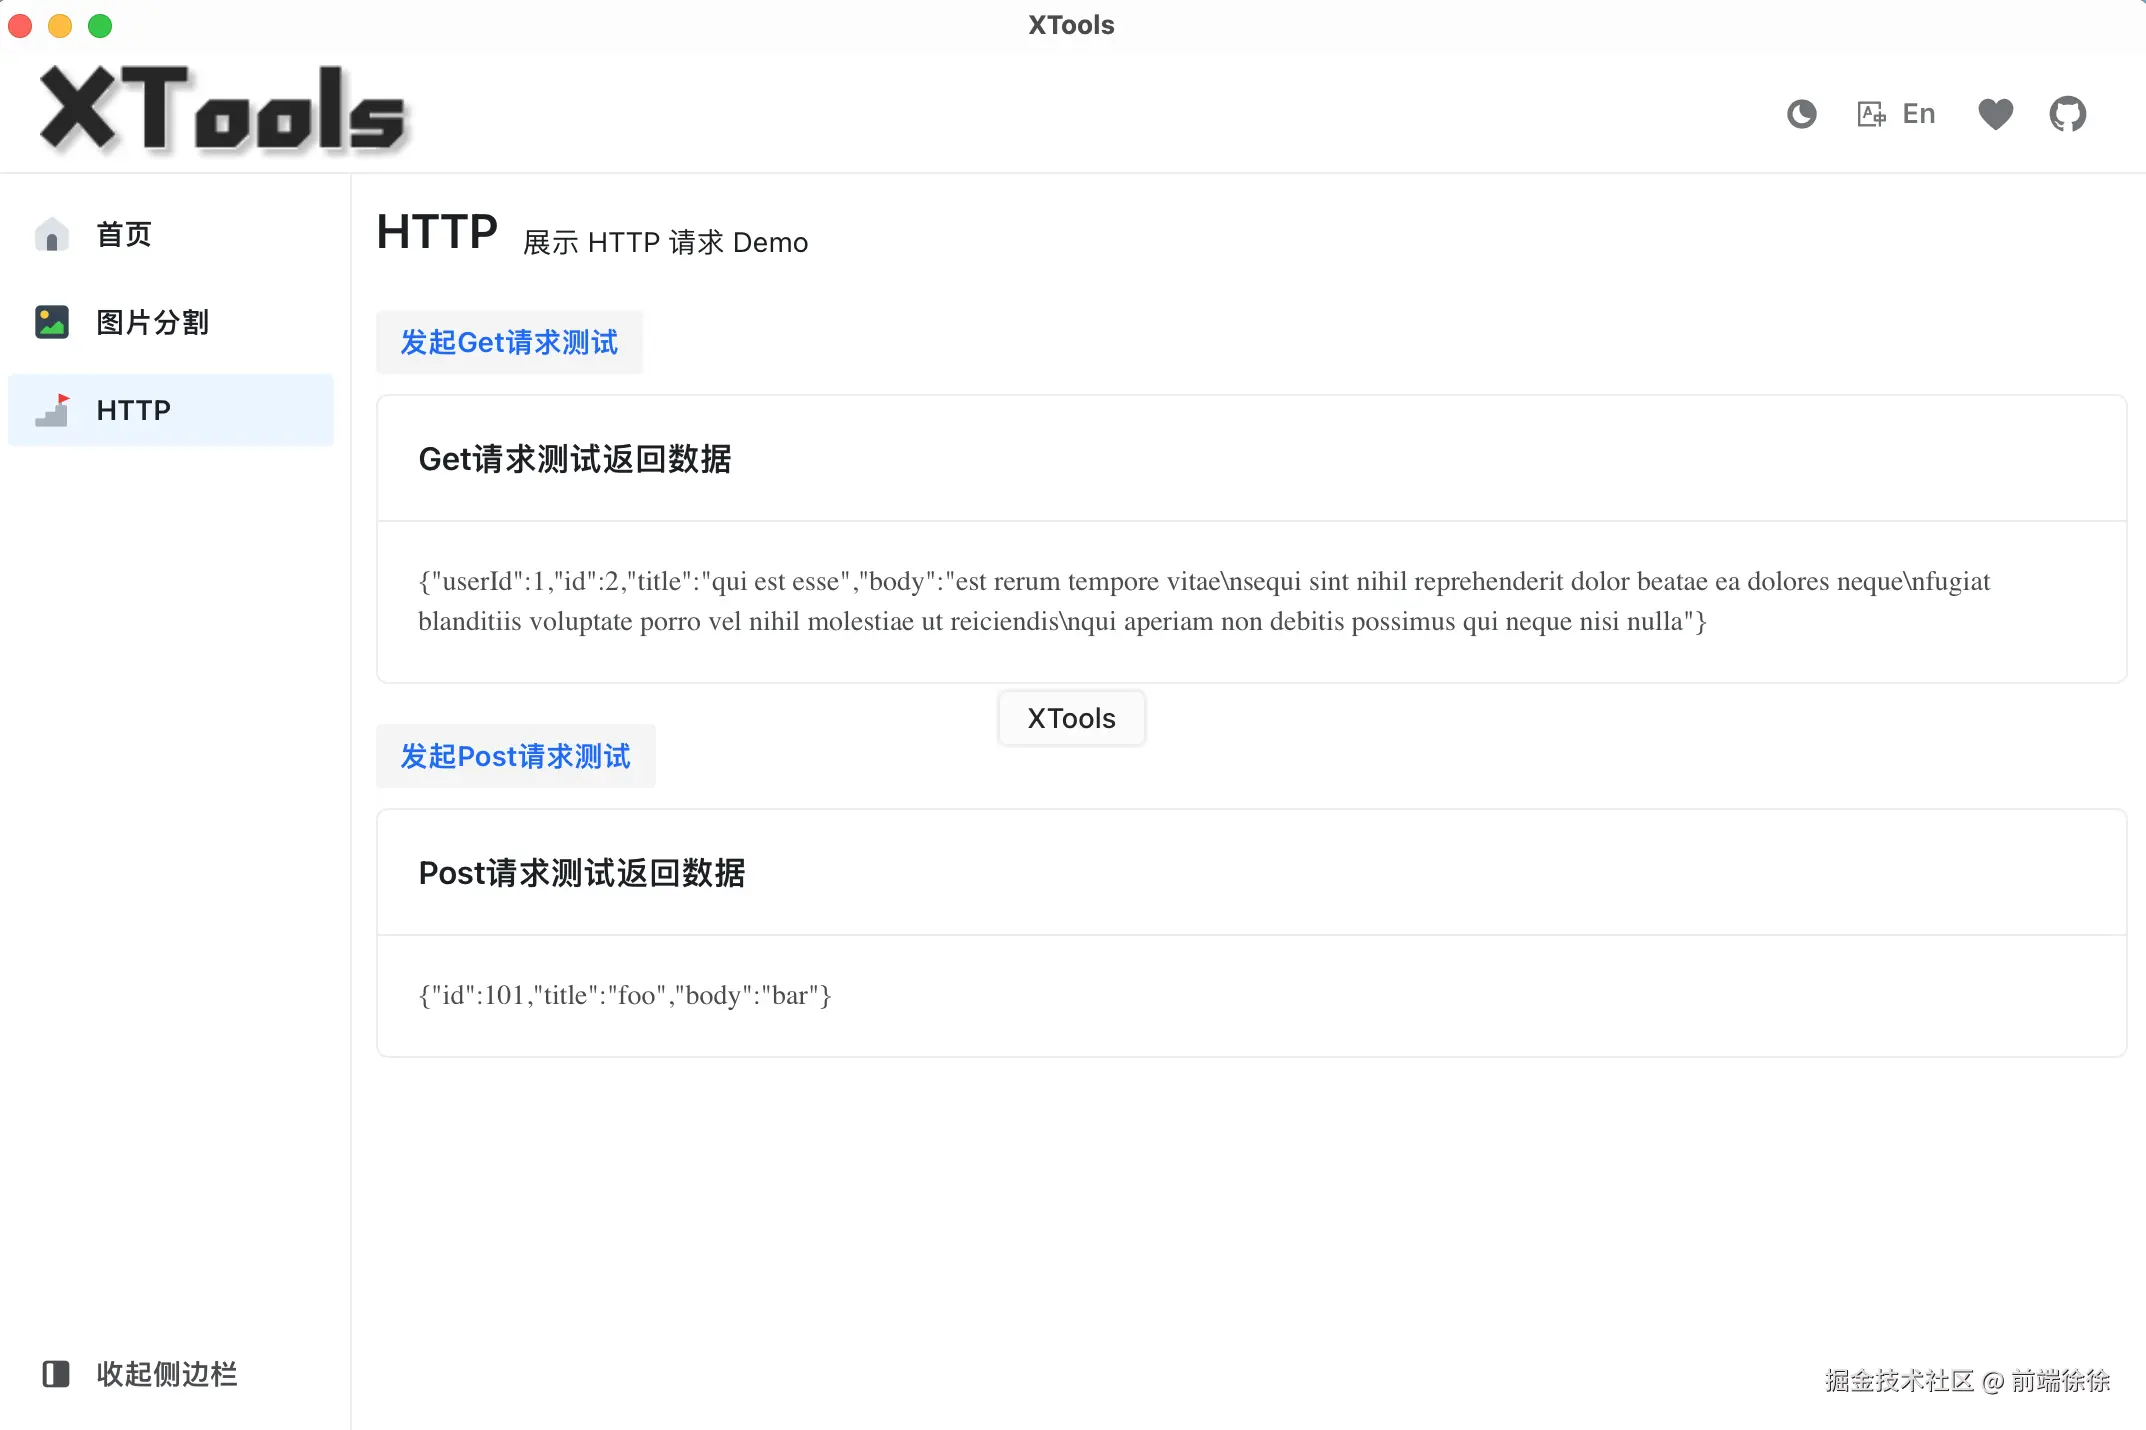 XTools
XTools
En
首页
图片分割
HTTP
HTTP 展示 HTTP 请求 Demo
发起Get请求测试
Get请求测试返回数据
{"userId":1,"id":2,"title":"qui est esse","body":"est rerum tempore vitae\nsequi sint nihil reprehenderit dolor beatae ea dolores neque\nfugiat
blanditiis voluptate porro vel nihil molestiae ut reiciendis\nqui aperiam non debitis possimus qui neque nisi nulla"}
XTools
发起Post请求测试
Post请求测试返回数据
{"id":101,"title":"foo","body":"bar"}
收起侧边栏
掘金技术社区 @ 前端徐徐